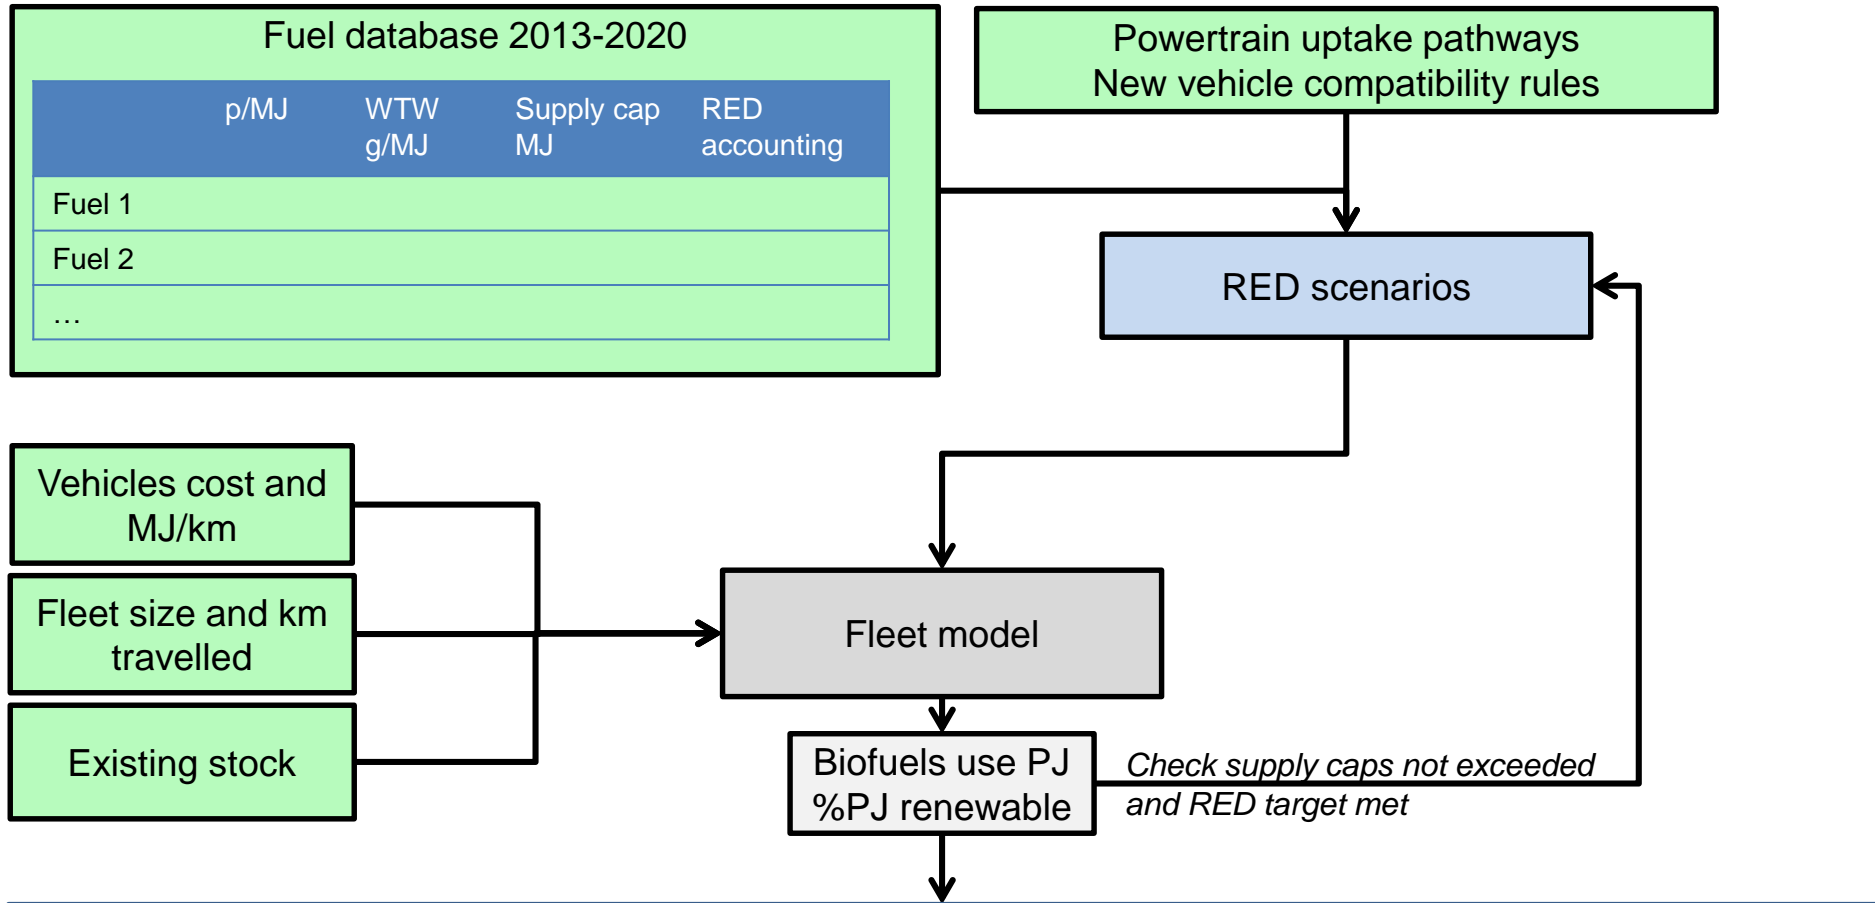 Fuel database 2013-2020
p/MJ WTW Supply cap RED
g/MJ MJ accounting
Fuel 1
Fuel 2
…
Powertrain uptake pathways
New vehicle compatibility rules
RED scenarios
Vehicles cost and
MJ/km
Fleet size and km
travelled
Existing stock
Fleet model
Biofuels use PJ
%PJ renewable
Check supply caps not exceeded
and RED target met